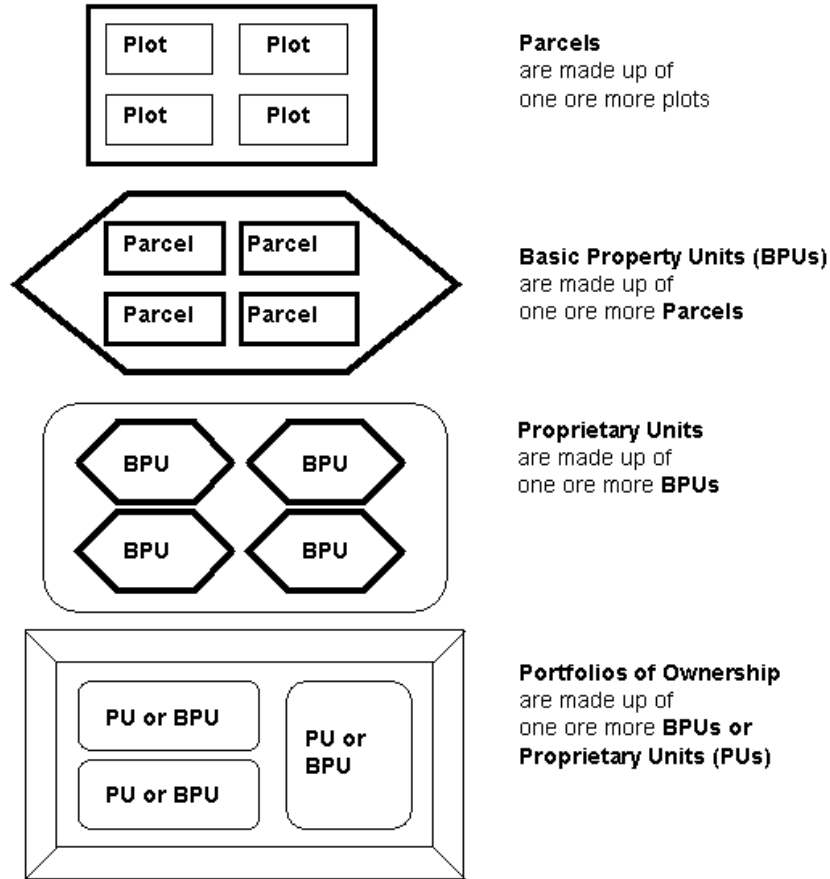 Plot Plot
Plot Plot
Parcels
are made up of
one ore more plots
Parcel Parcel
Parcel Parcel
Basic Property Units (BPUs)
are made up of
one ore more Parcels
BPU BPU
BPU BPU
Proprietary Units
are made up of
one ore more BPUs
PU or BPU
PU or BPU
PU or
BPU
Portfolios of Ownership
are made up of
one ore more BPUs or
Proprietary Units (PUs)